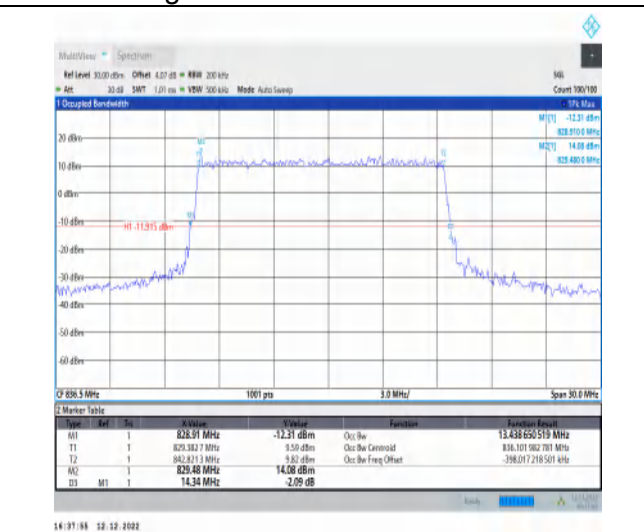 MultiView Spectrum
Ref Level 30.00 dBm Offset 4.07 dB RBW 200 kHz SGL
Att 30 dB SWT 1.01 ms VBW 500 kHz Mode Auto Sweep Count 100/100
1 Occupied Bandwidth 1Pk Max
M1[1] -12.31 dBm
828.9100 MHz
M2[1] 14.08 dBm
829.4800 MHz
20 dBm
M2
T1
T2
10 dBm
0 dBm
-10 dBm
M1
H1 -11.915 dBm
D3
-20 dBm
-30 dBm
-40 dBm
-50 dBm
-60 dBm
CF 836.5 MHz 1001 pts 3.0 MHz/ Span 30.0 MHz
2 Marker Table
Type Ref Trc X-Value Y-Value Function Function Result
M1 1 828.91 MHz -12.31 dBm Occ Bw 13.438 650 519 MHz
T1 1 829.382 7 MHz 9.59 dBm Occ Bw Centroid 836.101 982 781 MHz
T2 1 842.821 3 MHz 9.82 dBm Occ Bw Freq Offset -398.017 218 501 kHz
M2 1 829.48 MHz 14.08 dBm
D3 M1 1 14.34 MHz -2.09 dB
Ready
16:37:55 12.12.2022